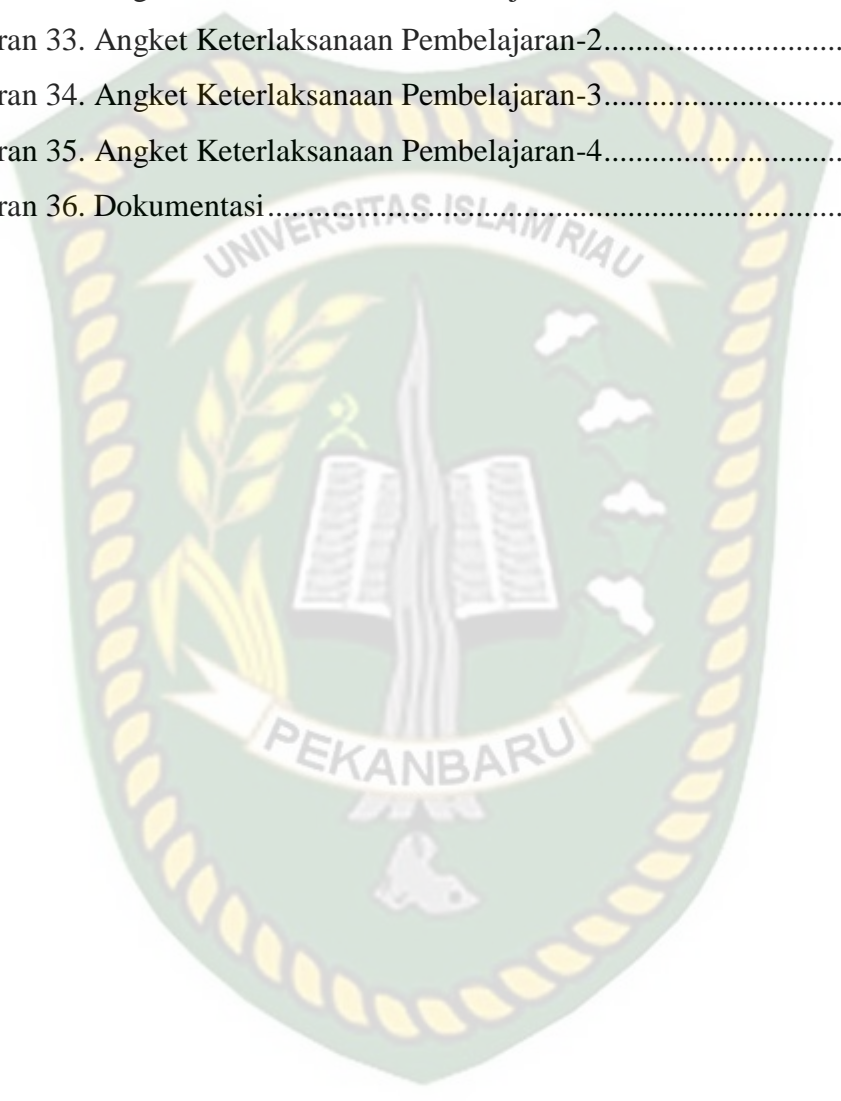 ran 33. Angket Keterlaksanaan Pembelajaran-2............................
ran 34. Angket Keterlaksanaan Pembelajaran-3............................
ran 35. Angket Keterlaksanaan Pembelajaran-4............................
ran 36. Dokumentasi....................................................................
UNIVERSITAS ISLAM RIAU
PEKANBARU